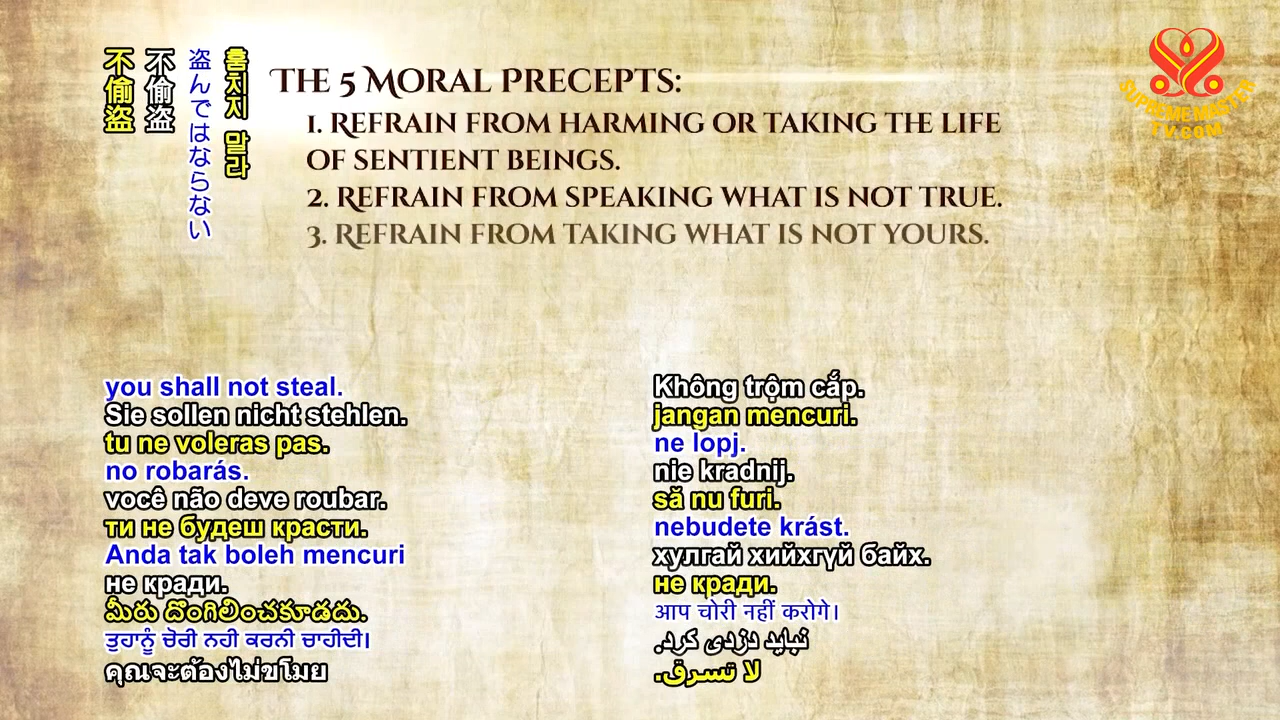 不偷盗
不偷盗
盗んではならない
훔치지 말라
THE 5 MORAL PRECEPTS:
1. REFRAIN FROM HARMING OR TAKING THE LIFE
OF SENTIENT BEINGS.
2. REFRAIN FROM SPEAKING WHAT IS NOT TRUE.
3. REFRAIN FROM TAKING WHAT IS NOT YOURS.
SUPREME MASTER
TV.COM
you shall not steal.
Sie sollen nicht stehlen.
tu ne voleras pas.
no robarás.
você não deve roubar.
ти не будеш красти.
Anda tak boleh mencuri
не кради.
మీరు దొంగిలించకూడదు.
ਤੁਹਾਨੂੰ ਚੋਰੀ ਨਹੀ ਕਰਨੀ ਚਾਹੀਦੀ।
คุณจะต้องไม่ขโมย
Không trộm cắp.
jangan mencuri.
ne lopj.
nie kradnij.
să nu furi.
nebudete krást.
хулгай хийхгүй байх.
не кради.
आप चोरी नहीं करोगे।
نباید دزدی کرد.
لا تسرق.